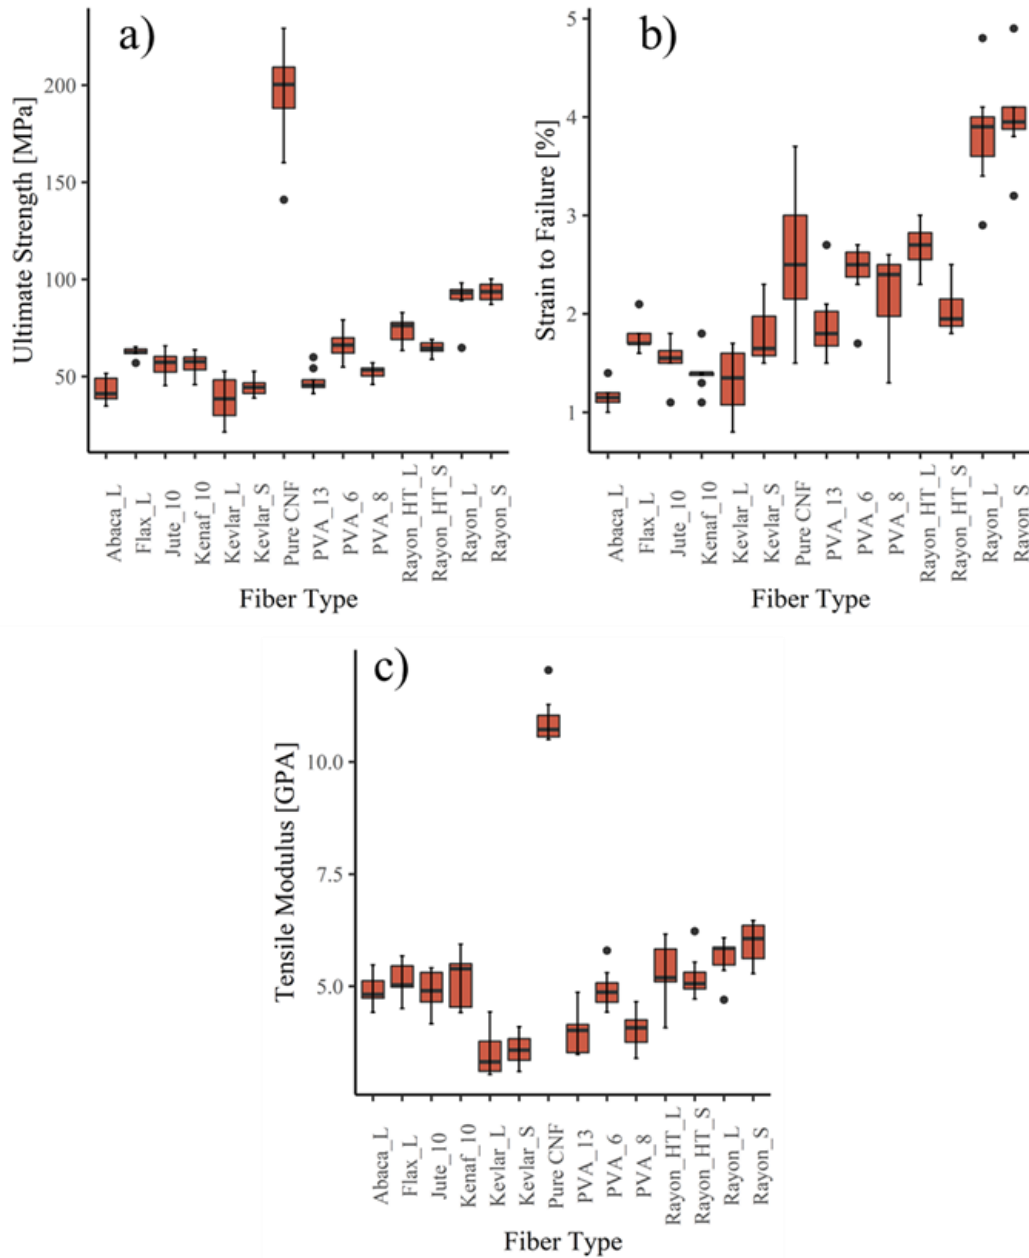 a)
Ultimate Strength [MPa]
200
150
100
50
Abaca_L
Flax_L
Jute_10
Kenaf_10
Kevlar_L
Kevlar_S
Pure CNF
PVA_13
PVA_6
PVA_8
Rayon_HT_L
Rayon_HT_S
Rayon_L
Rayon_S
Fiber Type
b)
Strain to Failure [%]
5
4
3
2
1
Abaca_L
Flax_L
Jute_10
Kenaf_10
Kevlar_L
Kevlar_S
Pure CNF
PVA_13
PVA_6
PVA_8
Rayon_HT_L
Rayon_HT_S
Rayon_L
Rayon_S
Fiber Type
c)
Tensile Modulus [GPA]
10.0
7.5
5.0
Abaca_L
Flax_L
Jute_10
Kenaf_10
Kevlar_L
Kevlar_S
Pure CNF
PVA_13
PVA_6
PVA_8
Rayon_HT_L
Rayon_HT_S
Rayon_L
Rayon_S
Fiber Type